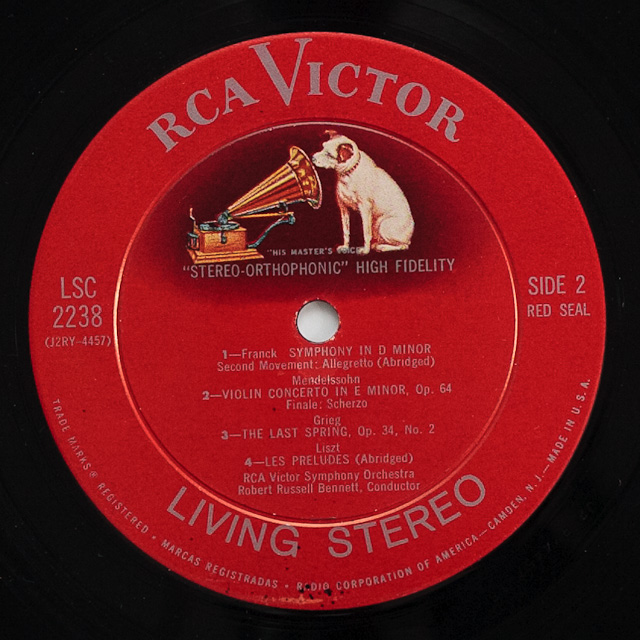 RCA VICTOR
"HIS MASTER'S VOICE"
"STEREO-ORTHOPHONIC" HIGH FIDELITY
LSC
2238
(J2RY-4457)
SIDE 2
RED SEAL
1—Franck SYMPHONY IN D MINOR
Second Movement: Allegretto (Abridged)
Mendelssohn
2—VIOLIN CONCERTO IN E MINOR, Op. 64
Finale: Scherzo
Grieg
3—THE LAST SPRING, Op. 34, No. 2
Liszt
4—LES PRELUDES (Abridged)
RCA Victor Symphony Orchestra
Robert Russell Bennett, Conductor
LIVING STEREO
TRADE MARKS® REGISTERED • MARCAS REGISTRADAS • RADIO CORPORATION OF AMERICA—CAMDEN, N. J.—MADE IN U.S.A.